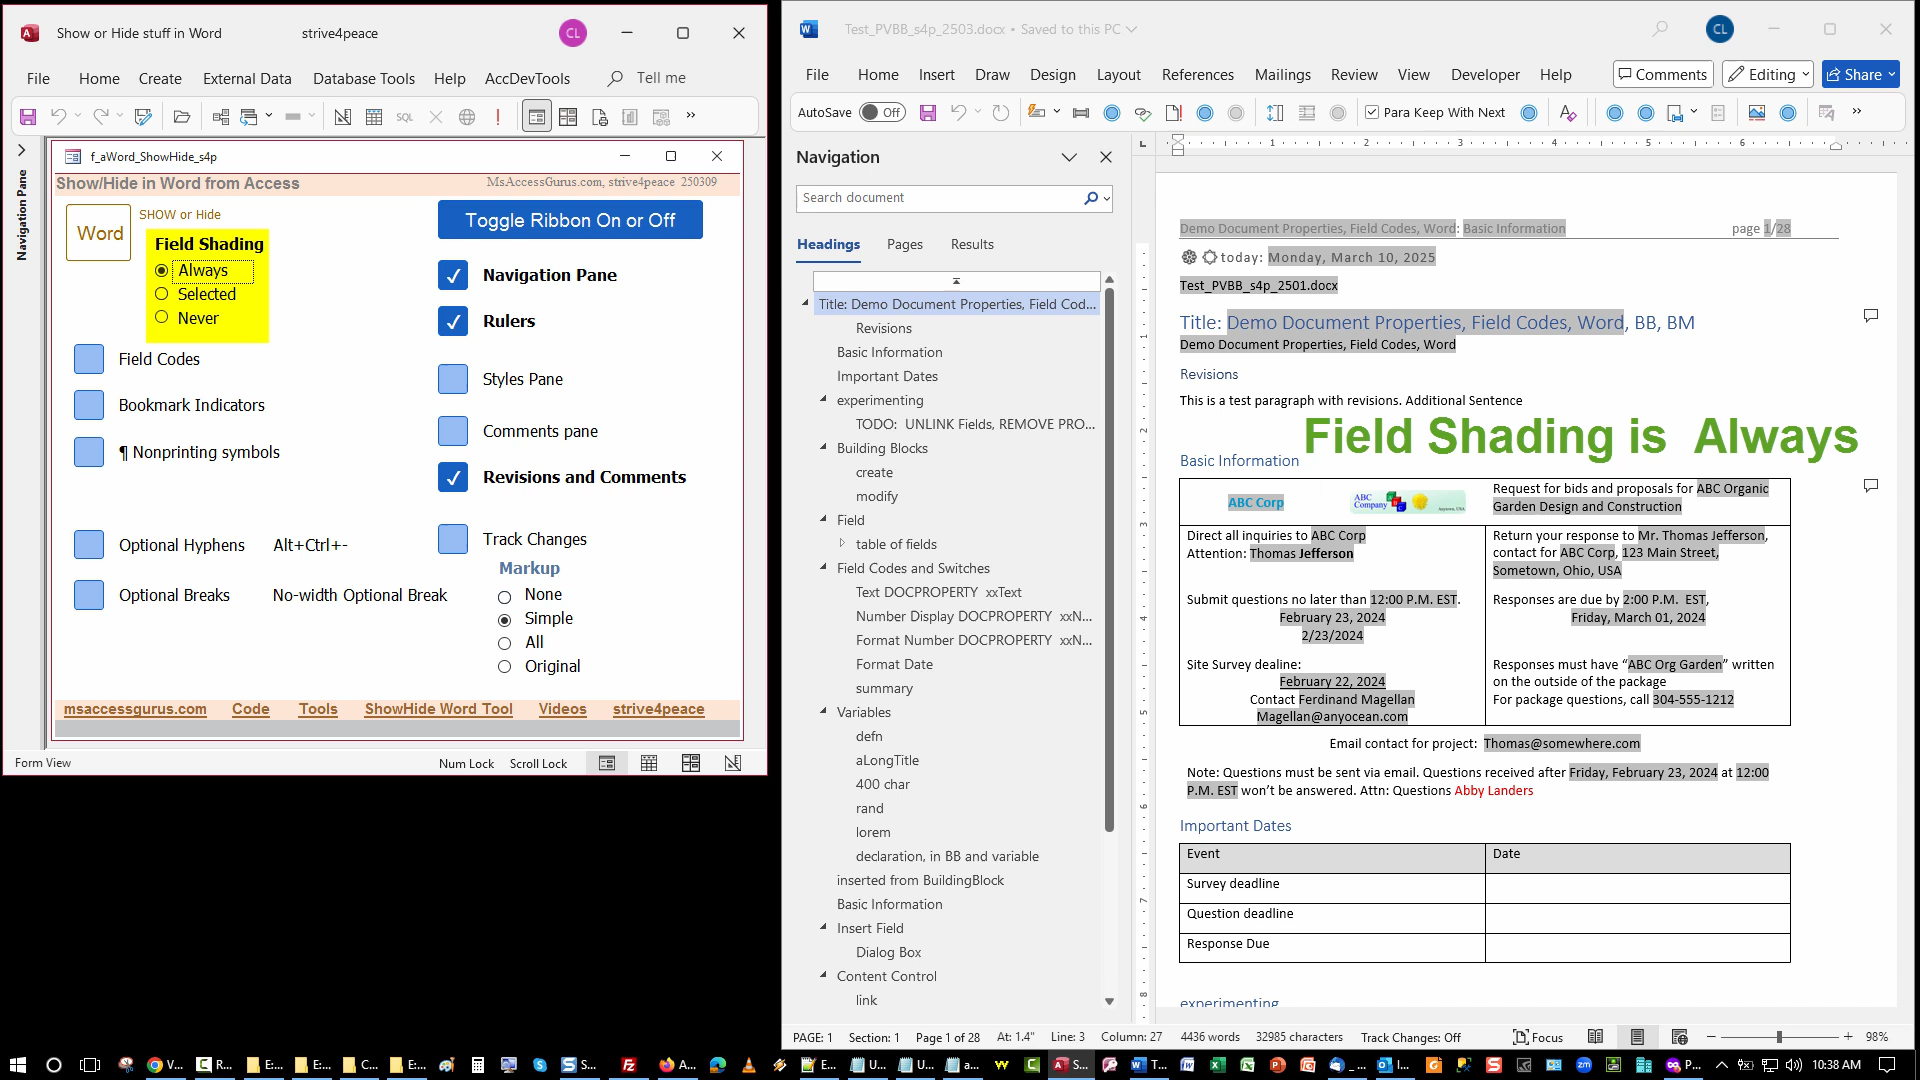 Show or Hide stuff in Word strive4peace CL
File Home Create External Data Database Tools Help AccDevTools Tell me
SQL
f_aWord_ShowHide_s4p
Show/Hide in Word from Access MsAccessGurus.com, strive4peace 250309
Word
SHOW or Hide
Field Shading
Always
Selected
Never
Field Codes
Bookmark Indicators
¶ Nonprinting symbols
Optional Hyphens Alt+Ctrl+-
Optional Breaks No-width Optional Break
Toggle Ribbon On or Off
Navigation Pane
Rulers
Styles Pane
Comments pane
Revisions and Comments
Track Changes
Markup
None
Simple
All
Original
msaccessgurus.com Code Tools ShowHide Word Tool Videos strive4peace
Navigation Pane
Form View Num Lock Scroll Lock
Test_PVBB_s4p_2503.docx • Saved to this PC CL
File Home Insert Draw Design Layout References Mailings Review View Developer Help Comments Editing Share
AutoSave Off Para Keep With Next
Navigation
Search document
Headings Pages Results
Title: Demo Document Properties, Field Cod...
Revisions
Basic Information
Important Dates
experimenting
TODO: UNLINK Fields, REMOVE PRO...
Building Blocks
create
modify
Field
table of fields
Field Codes and Switches
Text DOCPROPERTY xxText
Number Display DOCPROPERTY xxN...
Format Number DOCPROPERTY xxN...
Format Date
summary
Variables
defn
aLongTitle
400 char
rand
lorem
declaration, in BB and variable
inserted from BuildingBlock
Basic Information
Insert Field
Dialog Box
Content Control
link
1 2 3 4 5 6
1
2
3
4
5
6
7
8
Demo Document Properties, Field Codes, Word: Basic Information page 1/28
today: Monday, March 10, 2025
Test_PVBB_s4p_2501.docx
Title: Demo Document Properties, Field Codes, Word, BB, BM
Demo Document Properties, Field Codes, Word
Revisions
This is a test paragraph with revisions. Additional Sentence
Field Shading is Always
Basic Information
ABC Corp
ABC
Company
Anytown, USA
Request for bids and proposals for ABC Organic
Garden Design and Construction
Direct all inquiries to ABC Corp
Attention: Thomas Jefferson
Return your response to Mr. Thomas Jefferson,
contact for ABC Corp, 123 Main Street,
Sometown, Ohio, USA
Submit questions no later than 12:00 P.M. EST.
February 23, 2024
2/23/2024
Responses are due by 2:00 P.M. EST,
Friday, March 01, 2024
Site Survey dealine:
February 22, 2024
Contact Ferdinand Magellan
Magellan@anyocean.com
Responses must have “ABC Org Garden” written
on the outside of the package
For package questions, call 304-555-1212
Email contact for project: Thomas@somewhere.com
Note: Questions must be sent via email. Questions received after Friday, February 23, 2024 at 12:00
P.M. EST won’t be answered. Attn: Questions Abby Landers
Important Dates
Event Date
Survey deadline
Question deadline
Response Due
experimenting
PAGE: 1 Section: 1 Page 1 of 28 At: 1.4" Line: 3 Column: 27 4436 words 32985 characters Track Changes: Off Focus 98%
V... R... E... E... C... E... S... A... E... U... U... a... S... T... _ ... I... P... 10:38 AM